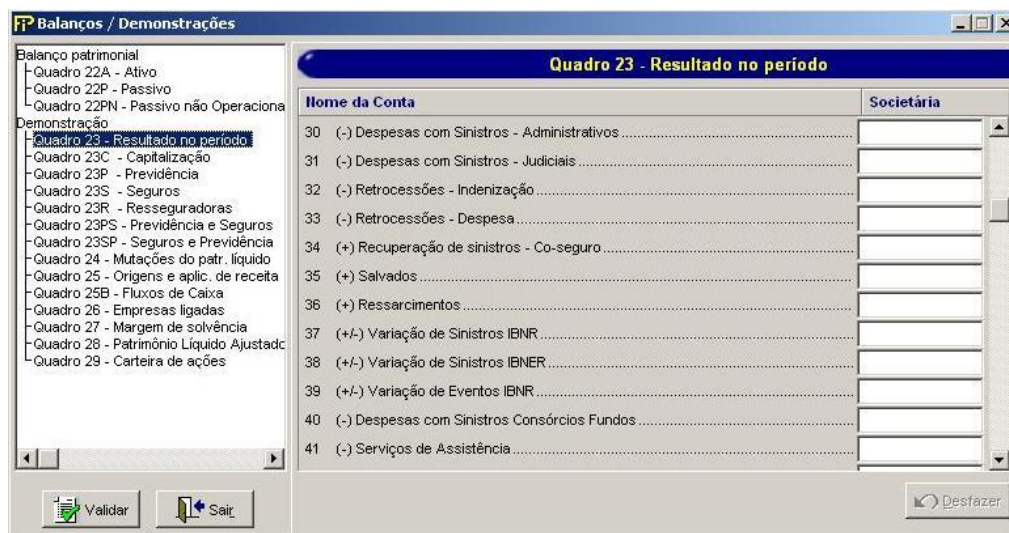 FiP Balanços / Demonstrações
Balanço patrimonial
Quadro 22A - Ativo
Quadro 22P - Passivo
Quadro 22PN - Passivo não Operaciona
Demonstração
Quadro 23 - Resultado no período
Quadro 23C - Capitalização
Quadro 23P - Previdência
Quadro 23S - Seguros
Quadro 23R - Resseguradoras
Quadro 23PS - Previdência e Seguros
Quadro 23SP - Seguros e Previdência
Quadro 24 - Mutações do patr. líquido
Quadro 25 - Origens e aplic. de receita
Quadro 25B - Fluxos de Caixa
Quadro 26 - Empresas ligadas
Quadro 27 - Margem de solvência
Quadro 28 - Patrimônio Líquido Ajustado
Quadro 29 - Carteira de ações
Validar
Sair
Quadro 23 - Resultado no período
Nome da Conta Societária
30 (-) Despesas com Sinistros - Administrativos
31 (-) Despesas com Sinistros - Judiciais
32 (-) Retrocessões - Indenização
33 (-) Retrocessões - Despesa
34 (+) Recuperação de sinistros - Co-seguro
35 (+) Salvados
36 (+) Ressarcimentos
37 (+/-) Variação de Sinistros IBNR
38 (+/-) Variação de Sinistros IBNER
39 (+/-) Variação de Eventos IBNR
40 (-) Despesas com Sinistros Consórcios Fundos
41 (-) Serviços de Assistência
Desfazer